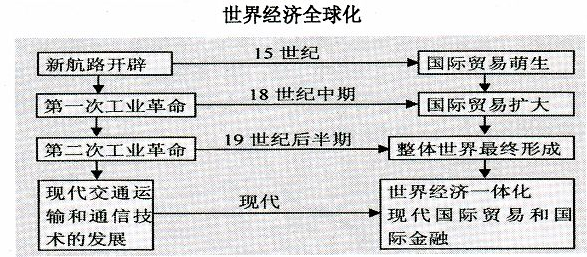 世界经济全球化
新航路开辟
15 世纪
国际贸易萌生
第一次工业革命
18 世纪中期
国际贸易扩大
第二次工业革命
19 世纪后半期
整体世界最终形成
现代交通运
输和通信技
术的发展
现代
世界经济一体化
现代国际贸易和国
际金融